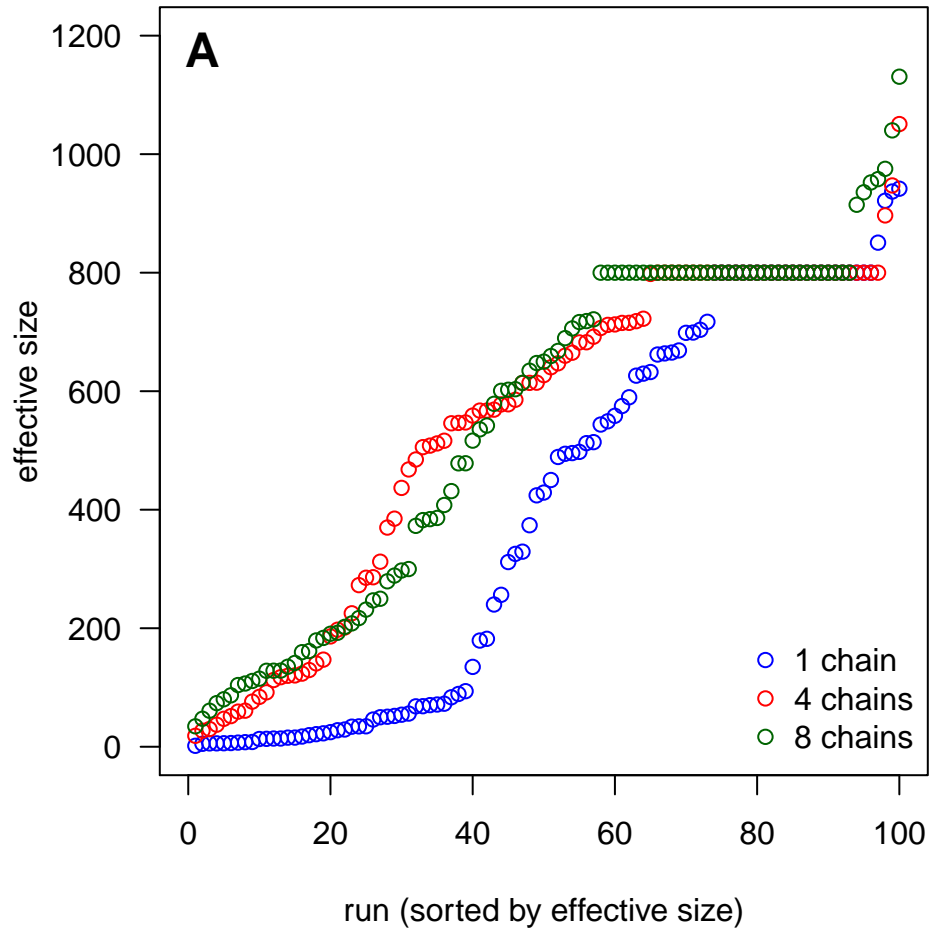 A
1200
1000
800
600
400
200
0
effective size
1 chain
4 chains
8 chains
0 20 40 60 80 100
run (sorted by effective size)